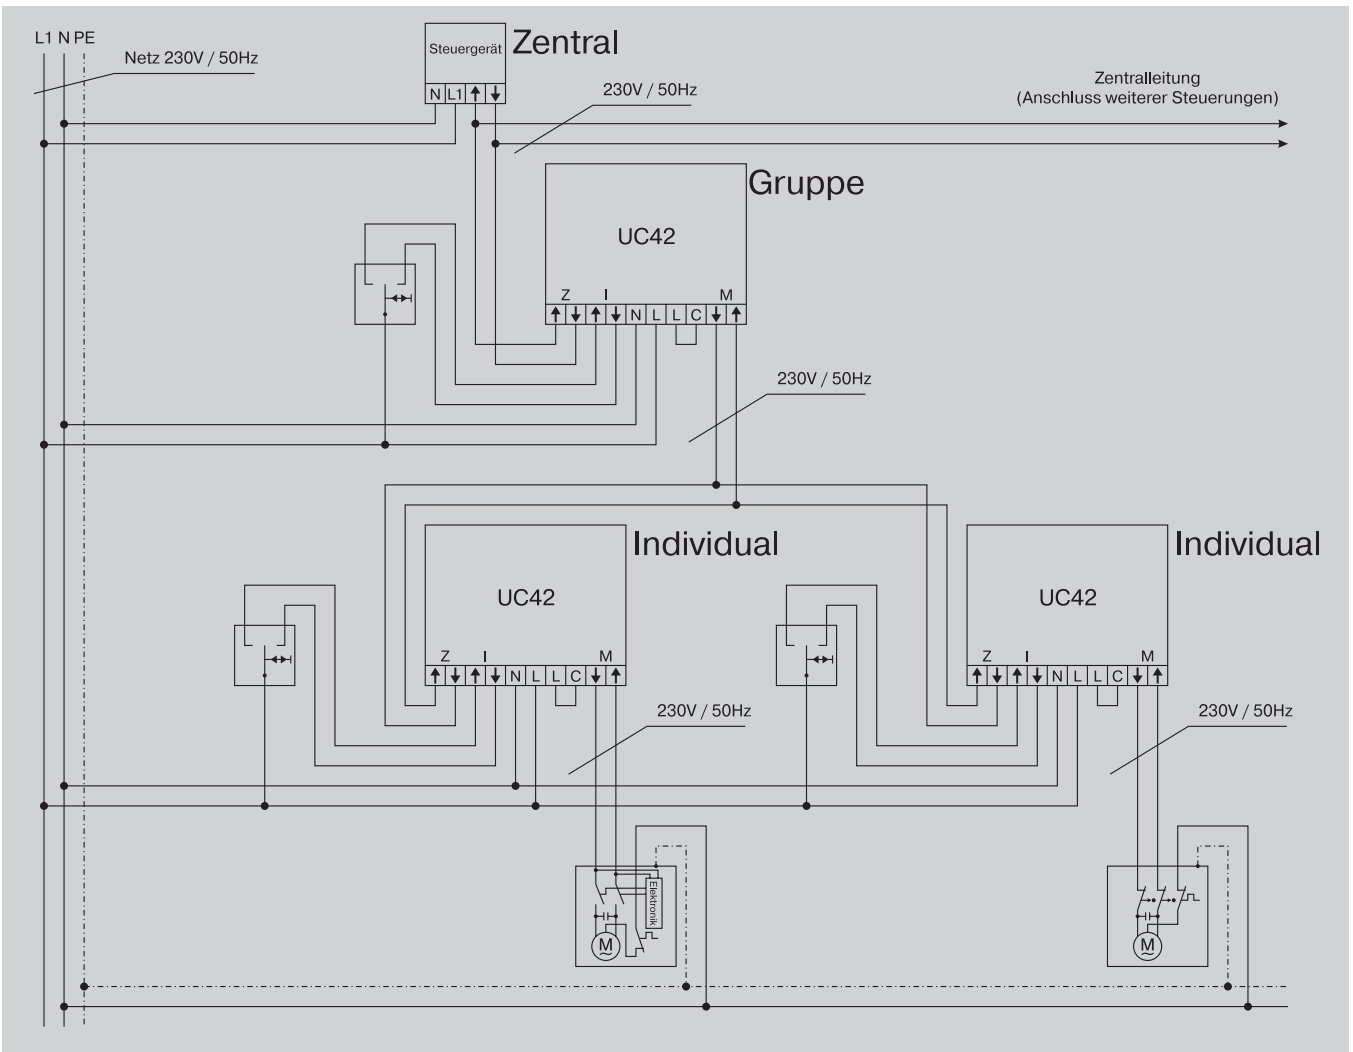 L1 N PE
Netz 230V / 50Hz
Steuergerät
Zentral
N L1
230V / 50Hz
Zentralleitung
(Anschluss weiterer Steuerungen)
Gruppe
UC42
Z I M
N L L C
230V / 50Hz
Individual
UC42
Z I M
N L L C
230V / 50Hz
Individual
UC42
Z I M
N L L C
230V / 50Hz
Elektronik
M
M